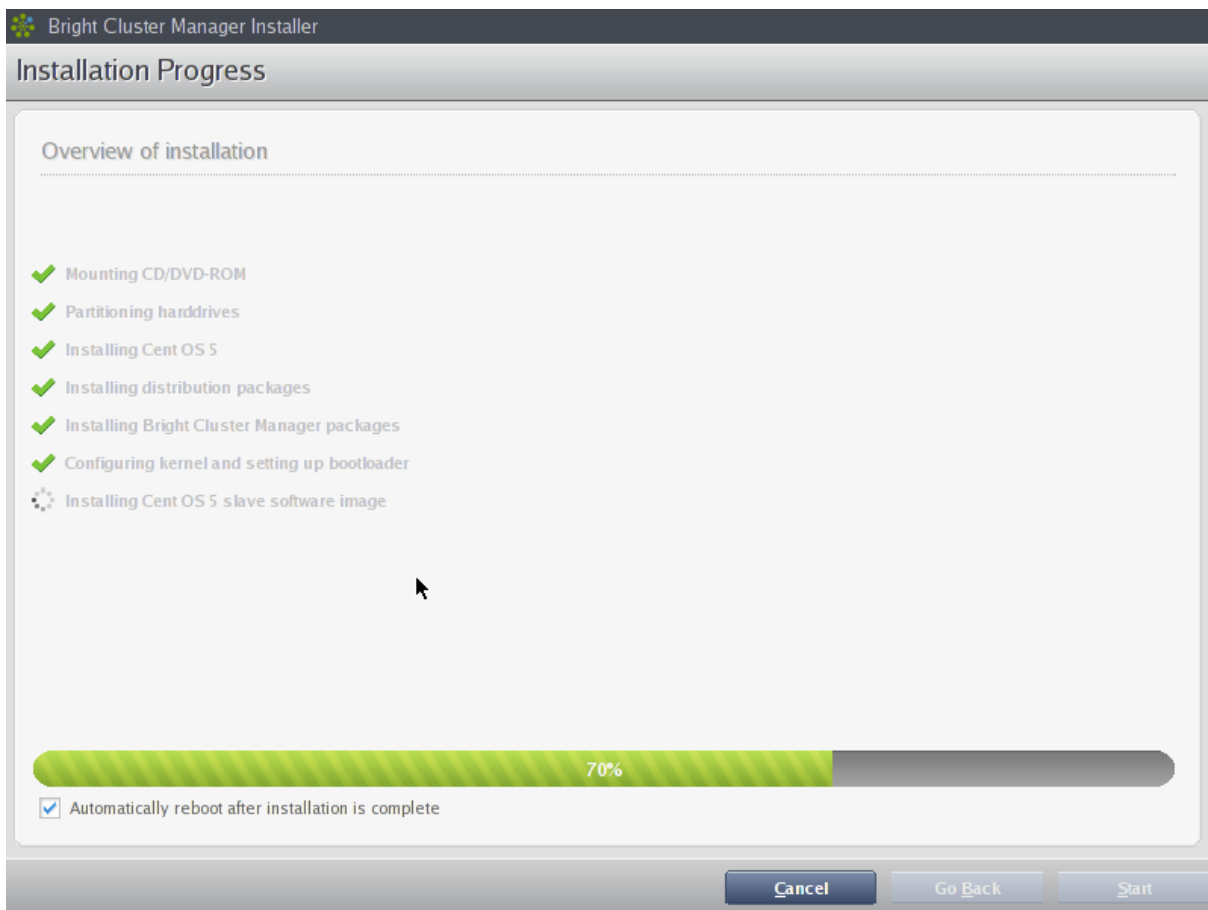 Bright Cluster Manager Installer
Installation Progress
Overview of installation
Mounting CD/DVD-ROM
Partitioning harddrives
Installing Cent OS 5
Installing distribution packages
Installing Bright Cluster Manager packages
Configuring kernel and setting up bootloader
Installing Cent OS 5 slave software image
70%
Automatically reboot after installation is complete
Cancel Go Back Start